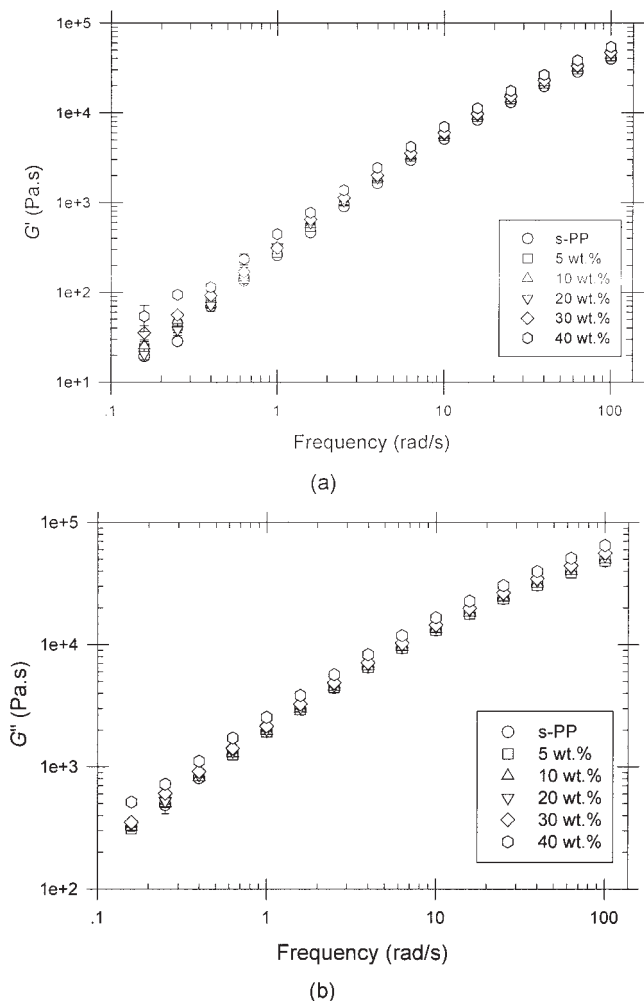 1e+5
1e+4
1e+3
1e+2
1e+1
G' (Pa.s)
s-PP
5 wt.%
10 wt.%
20 wt.%
30 wt.%
40 wt.%
.1 1 10 100
Frequency (rad/s)
(a)
1e+5
1e+4
1e+3
1e+2
G'' (Pa.s)
s-PP
5 wt.%
10 wt.%
20 wt.%
30 wt.%
40 wt.%
.1 1 10 100
Frequency (rad/s)
(b)